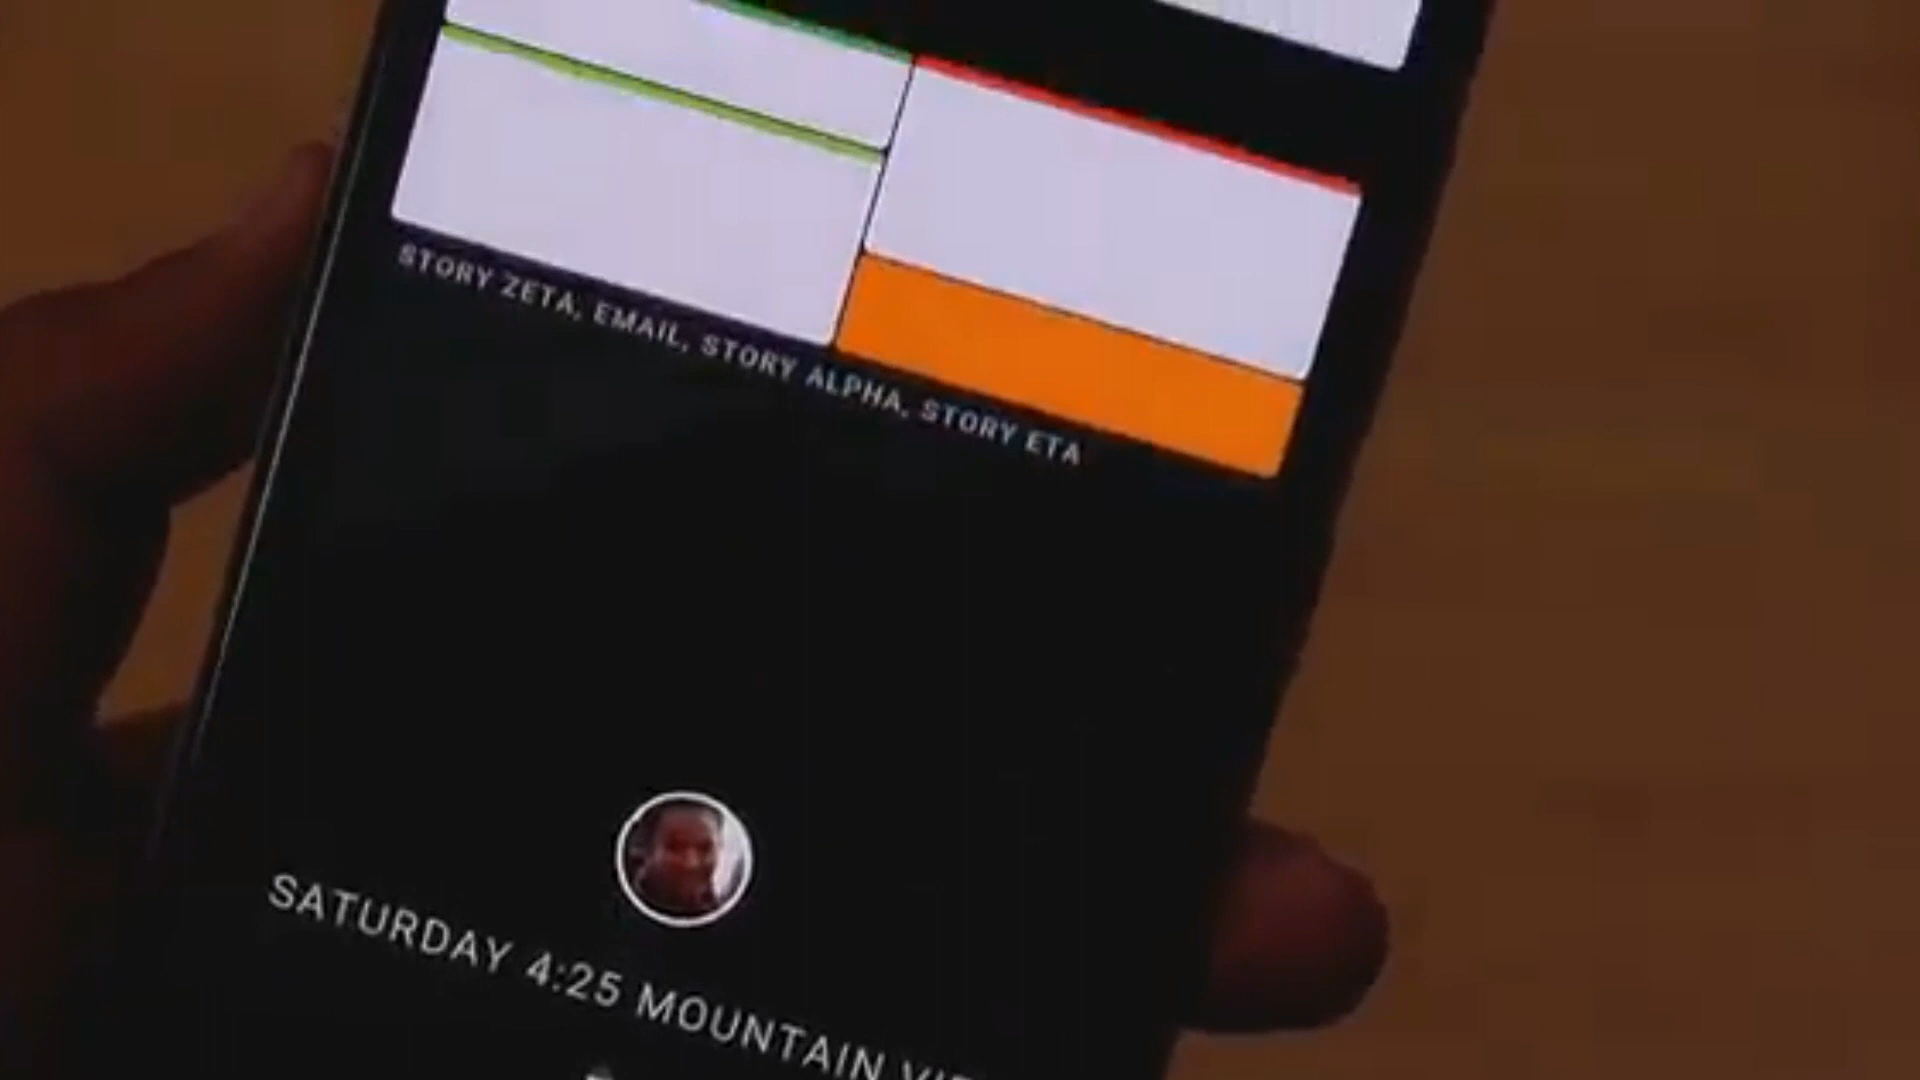 STORY ZETA, EMAIL, STORY ALPHA, STORY ETA
SATURDAY 4:25 MOUNTAIN